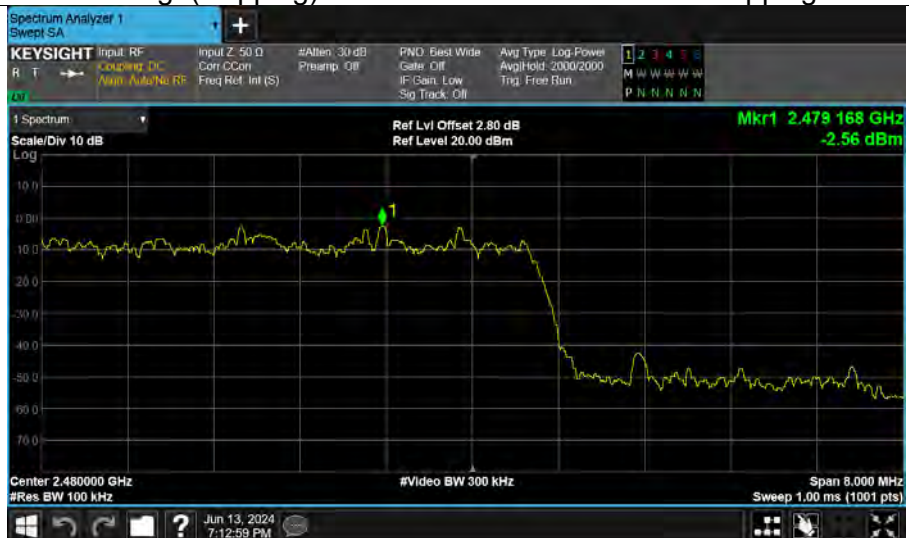 Spectrum Analyzer 1
Swept SA
+
KEYSIGHT Input: RF Input Z: 50 Ω #Atten: 30 dB PNO: Best Wide Avg Type: Log-Power 1 2 3 4 5 6
R T Coupling: DC Corr CCorr Preamp: Off Gate: Off Avg|Hold: 2000/2000 M W W W W W
Align: Auto/No RF Freq Ref: Int (S) IF Gain: Low Trig: Free Run
Sig Track: Off P N N N N N
1 Spectrum Ref Lvl Offset 2.80 dB Mkr1 2.479 168 GHz
Scale/Div 10 dB Ref Level 20.00 dBm -2.56 dBm
Log
10.0
0.00
1
-10.0
-20.0
-30.0
-40.0
-50.0
-60.0
-70.0
Center 2.480000 GHz #Video BW 300 kHz Span 8.000 MHz
#Res BW 100 kHz Sweep 1.00 ms (1001 pts)
? Jun 13, 2024
7:12:59 PM